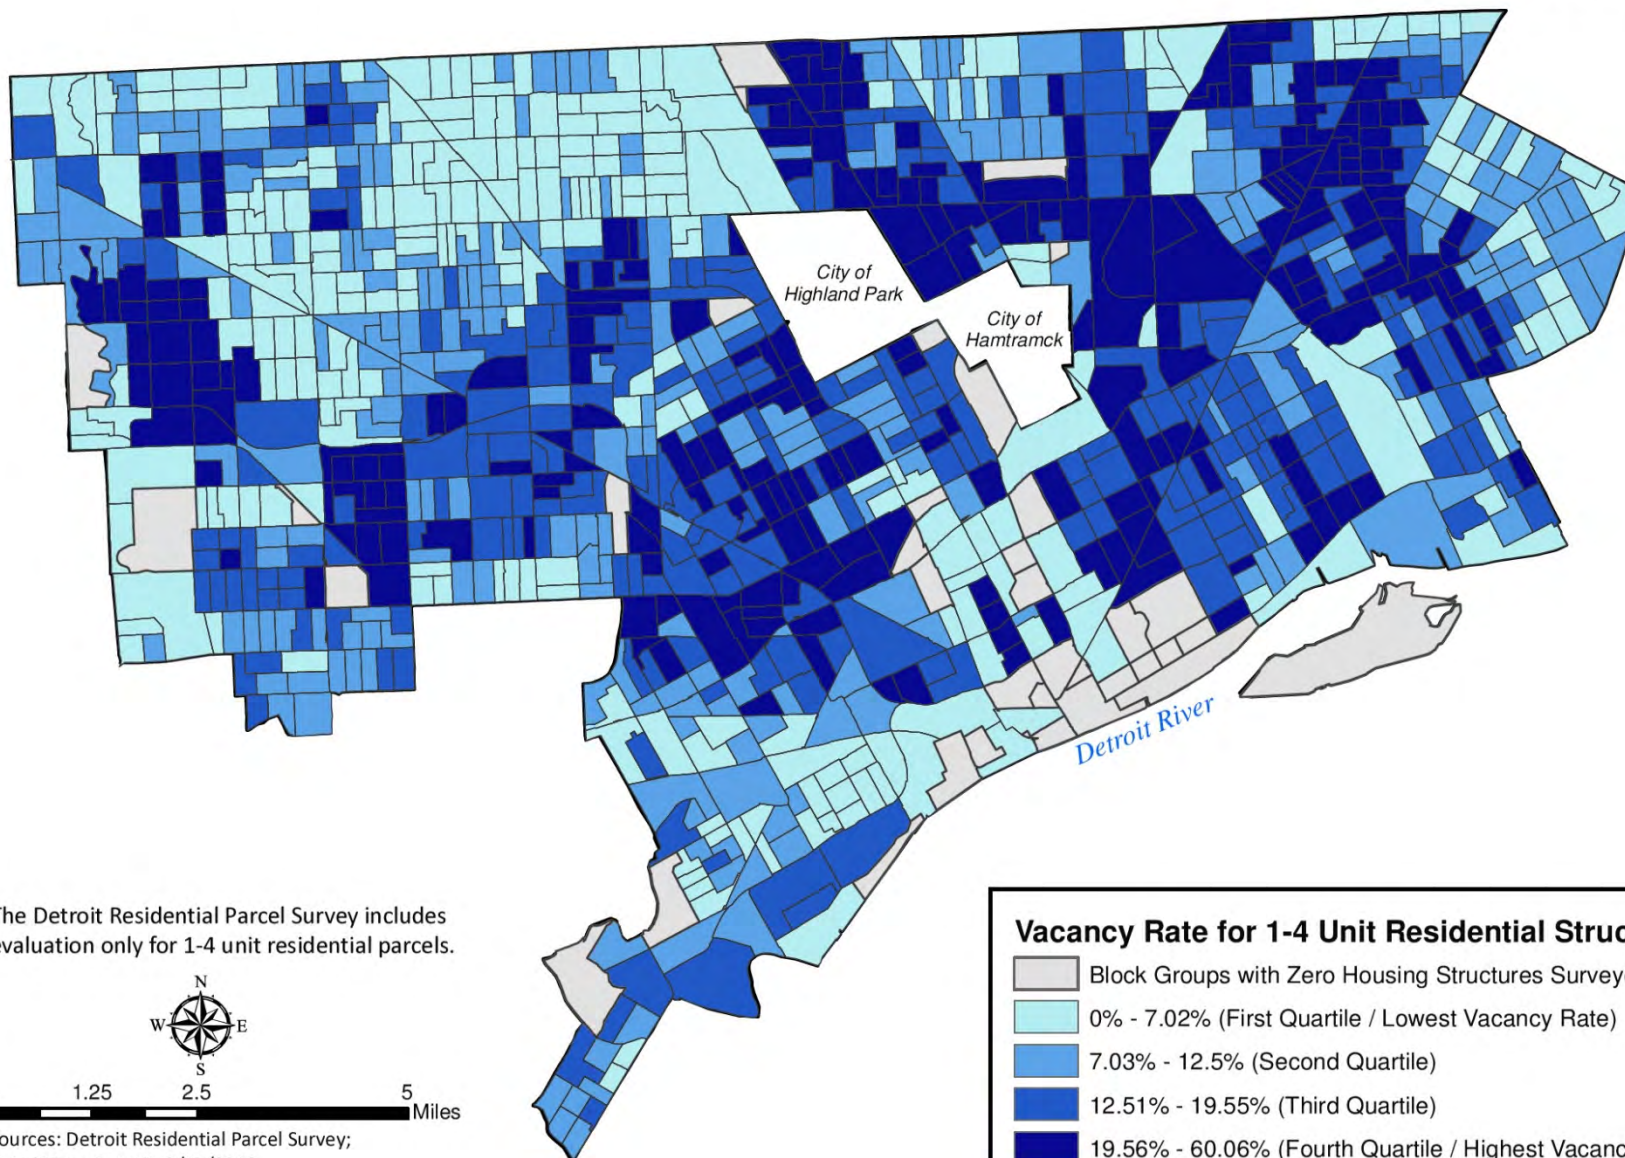 City of
Highland Park
City of
Hamtramck
Detroit River
The Detroit Residential Parcel Survey includes
evaluation only for 1-4 unit residential parcels.
N
W E
S
1.25 2.5 5
Miles
ources: Detroit Residential Parcel Survey;
Vacancy Rate for 1-4 Unit Residential Struc
Block Groups with Zero Housing Structures Surveye
0% - 7.02% (First Quartile / Lowest Vacancy Rate)
7.03% - 12.5% (Second Quartile)
12.51% - 19.55% (Third Quartile)
19.56% - 60.06% (Fourth Quartile / Highest Vacanc